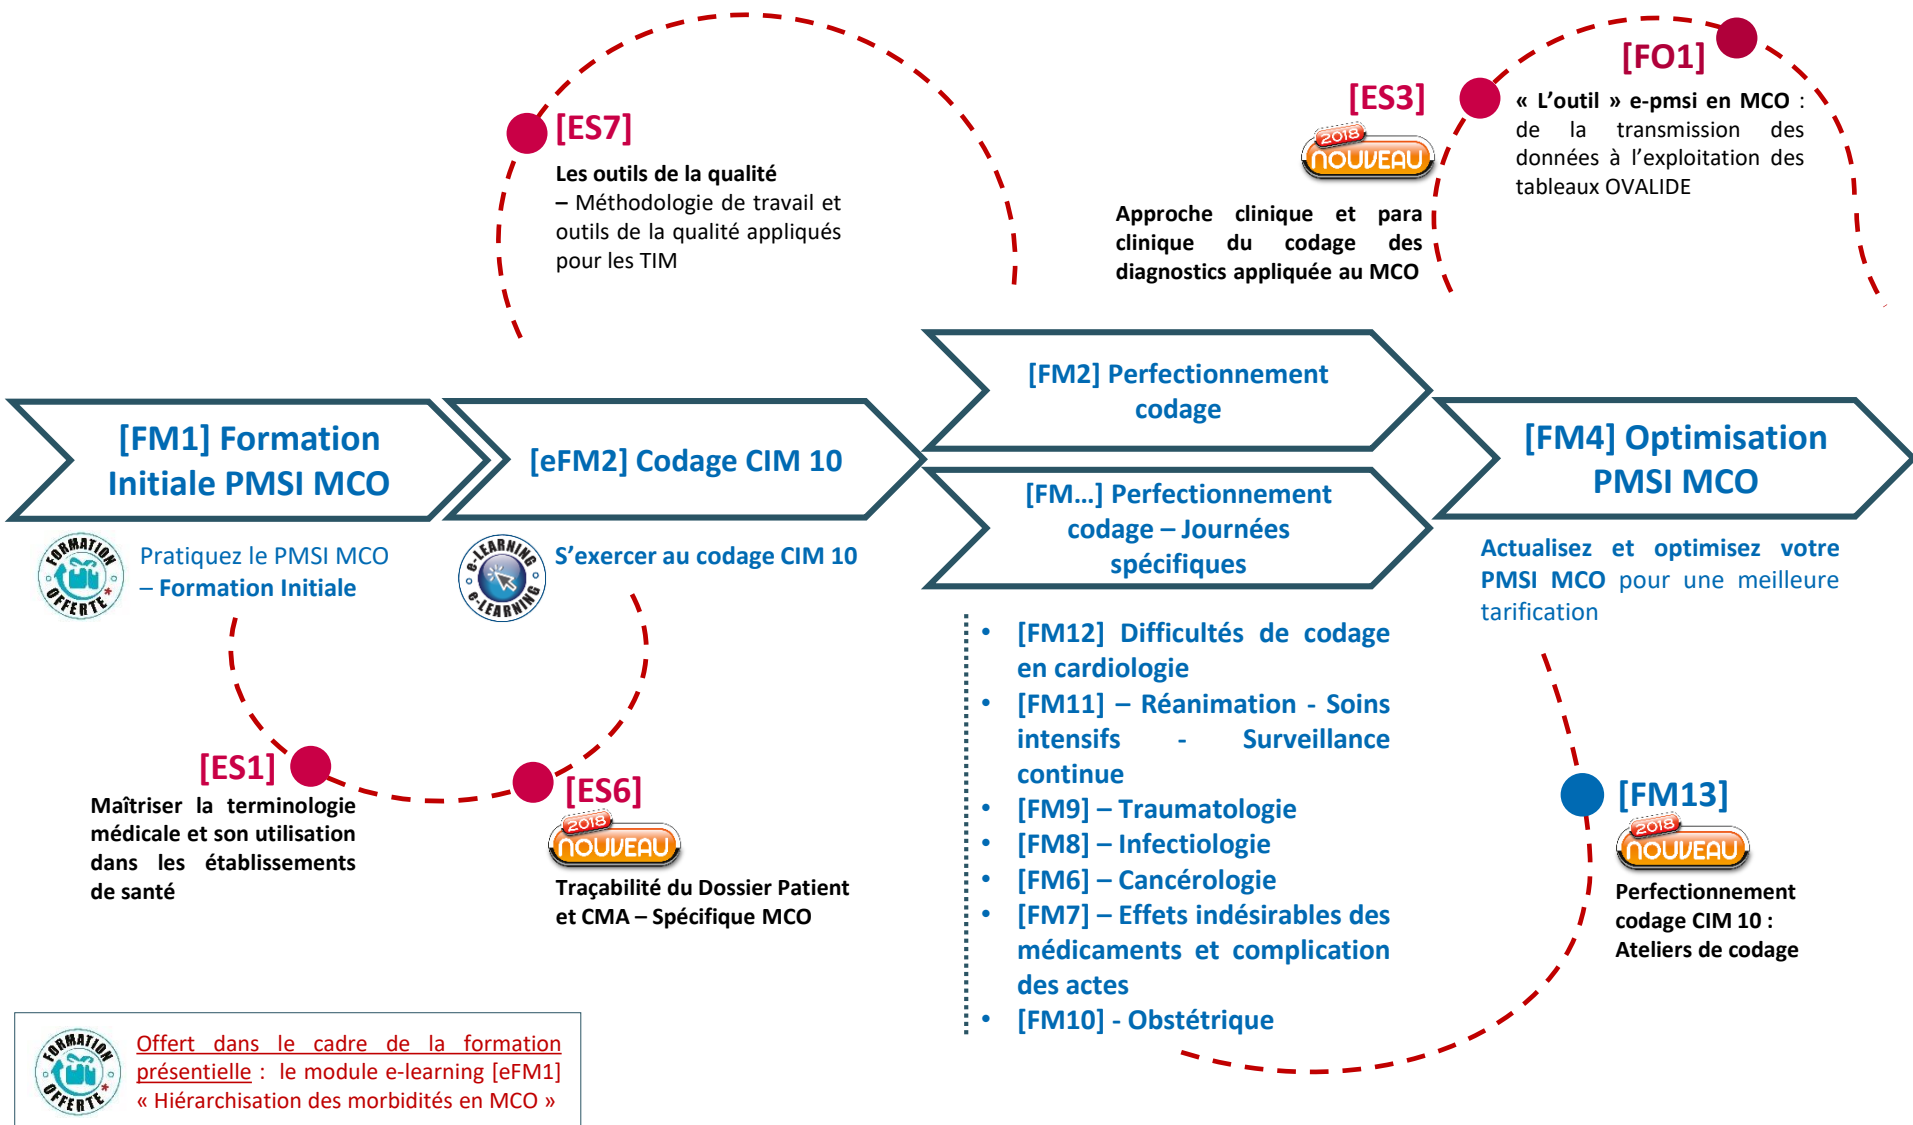 [ES7]
Les outils de la qualité
– Méthodologie de travail et
outils de la qualité appliqués
pour les TIM
[ES3]
2018
NOUVEAU
Approche clinique et para
clinique du codage des
diagnostics appliquée au MCO
[FO1]
« L’outil » e-pmsi en MCO :
de la transmission des
données à l’exploitation des
tableaux OVALIDE
[FM1] Formation
Initiale PMSI MCO
[eFM2] Codage CIM 10
[FM2] Perfectionnement
codage
[FM…] Perfectionnement
codage – Journées
spécifiques
[FM4] Optimisation
PMSI MCO
FORMATION
OFFERTE*
Pratiquez le PMSI MCO
– Formation Initiale
e-LEARNING
e-LEARNING
S’exercer au codage CIM 10
Actualisez et optimisez votre
PMSI MCO pour une meilleure
tarification
[ES1]
Maîtriser la terminologie
médicale et son utilisation
dans les établissements
de santé
[ES6]
2018
NOUVEAU
Traçabilité du Dossier Patient
et CMA – Spécifique MCO
• [FM12] Difficultés de codage
en cardiologie
• [FM11] – Réanimation - Soins
intensifs - Surveillance
continue
• [FM9] – Traumatologie
• [FM8] – Infectiologie
• [FM6] – Cancérologie
• [FM7] – Effets indésirables des
médicaments et complication
des actes
• [FM10] - Obstétrique
[FM13]
2018
NOUVEAU
Perfectionnement
codage CIM 10 :
Ateliers de codage
FORMATION
OFFERTE*
Offert dans le cadre de la formation
présentielle : le module e-learning [eFM1]
« Hiérarchisation des morbidités en MCO »